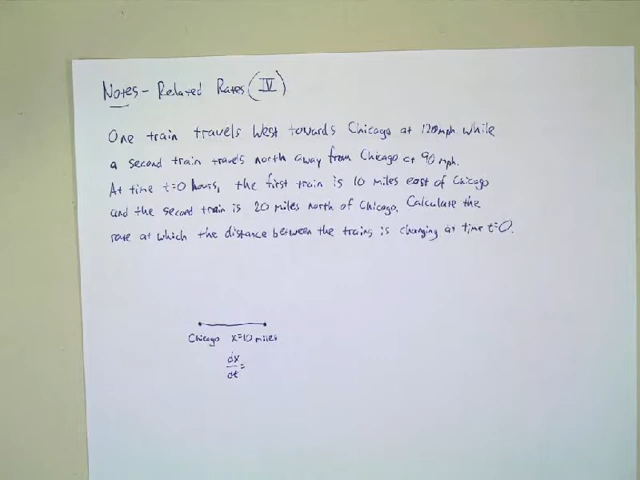 Notes - Related Rates (IV)
One train travels West towards Chicago at 120mph while
a second train travels north away from Chicago at 90 mph.
At time t=0 hours, the first train is 10 miles east of Chicago
and the second train is 20 miles north of Chicago. Calculate the
rate at which the distance between the trains is changing at time t=0.
Chicago x=10 miles
dx
dt =